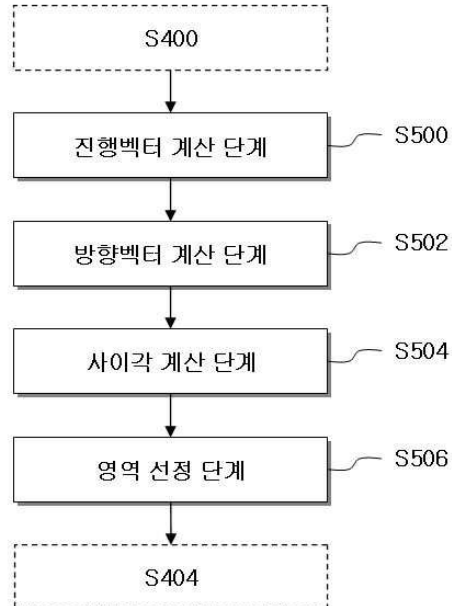 S400
진행벡터 계산 단계
S500
방향벡터 계산 단계
S502
사이각 계산 단계
S504
영역 선정 단계
S506
S404